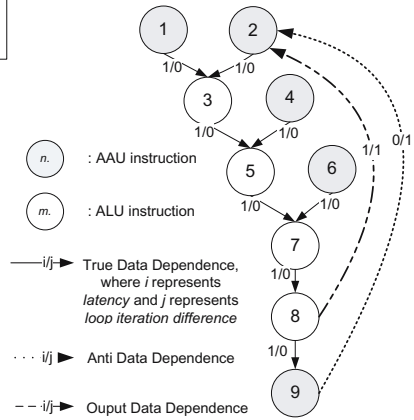 1
2
1/0
1/0
3
4
1/0
1/0
0/1
1/1
5
6
1/0
1/0
7
1/0
8
1/0
9
n. : AAU instruction
m. : ALU instruction
i/j True Data Dependence,
where i represents
latency and j represents
loop iteration difference
i/j Anti Data Dependence
i/j Ouput Data Dependence